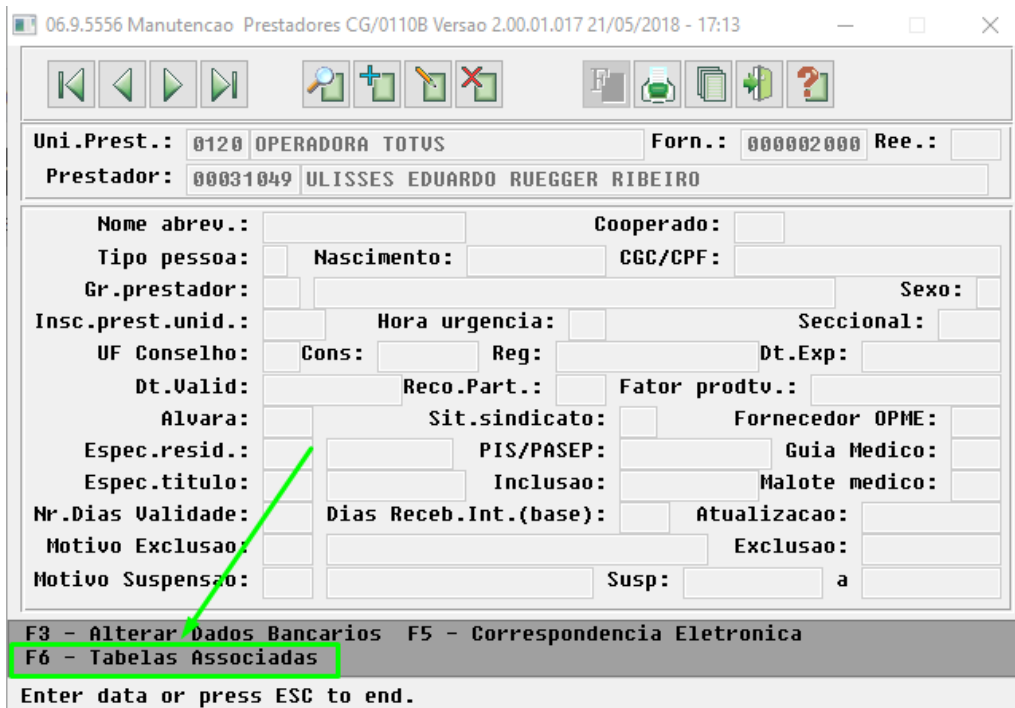 06.9.5556 Manutencao Prestadores CG/0110B Versao 2.00.01.017 21/05/2018 - 17:13
F
Uni.Prest.: 0120 OPERADORA TOTVS Forn.: 000002000 Ree.:
Prestador: 00031049 ULISSES EDUARDO RUEGGER RIBEIRO
Nome abrev.: Cooperado:
Tipo pessoa: Nascimento: CGC/CPF:
Gr.prestador: Sexo:
Insc.prest.unid.: Hora urgencia: Seccional:
UF Conselho: Cons: Reg: Dt.Exp:
Dt.Valid: Reco.Part.: Fator prodtv.:
Alvara: Sit.sindicato: Fornecedor OPME:
Espec.resid.: PIS/PASEP: Guia Medico:
Espec.titulo: Inclusao: Malote medico:
Nr.Dias Validade: Dias Receb.Int.(base): Atualizacao:
Motivo Exclusao: Exclusao:
Motivo Suspensao: Susp: a
F3 - Alterar Dados Bancarios F5 - Correspondencia Eletronica
F6 - Tabelas Associadas
Enter data or press ESC to end.